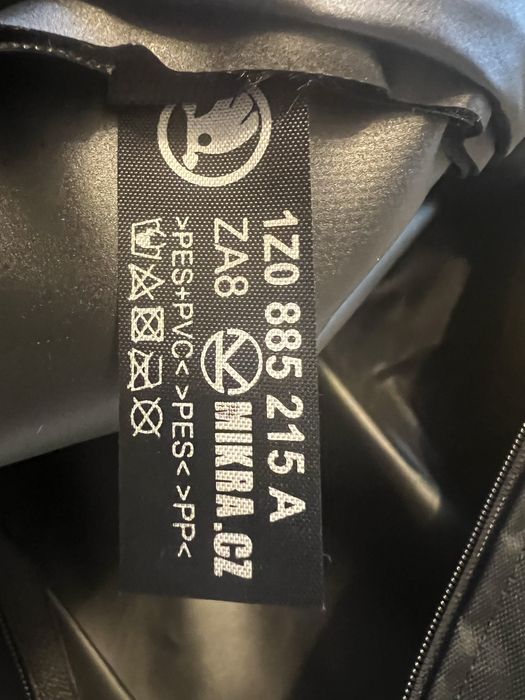 1Z0 885 215 A
ZA8 MIKRA.CZ
>PES+PVC< >PES< >PP<